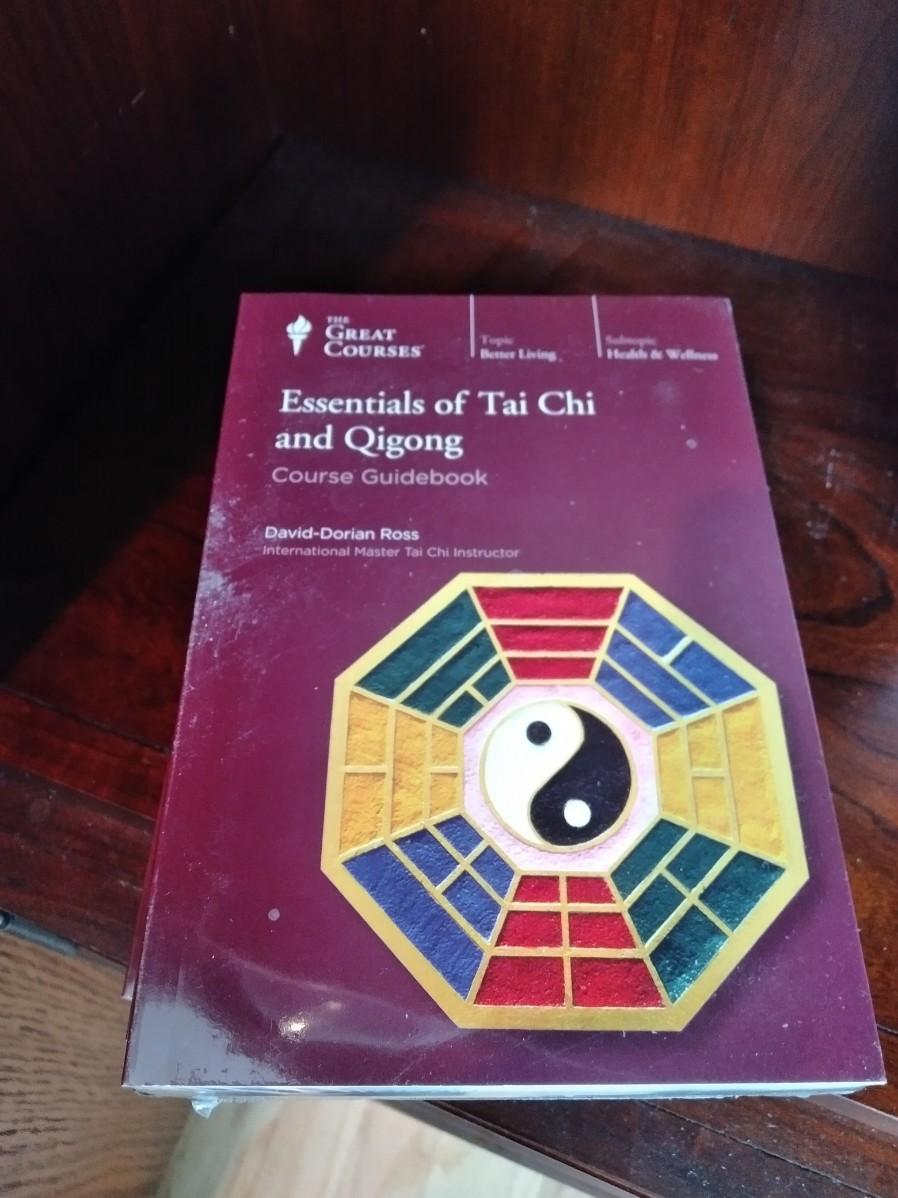 THE
GREAT
COURSES
Topic
Better Living
Subtopic
Health & Wellness
Essentials of Tai Chi
and Qigong
Course Guidebook
David-Dorian Ross
International Master Tai Chi Instructor